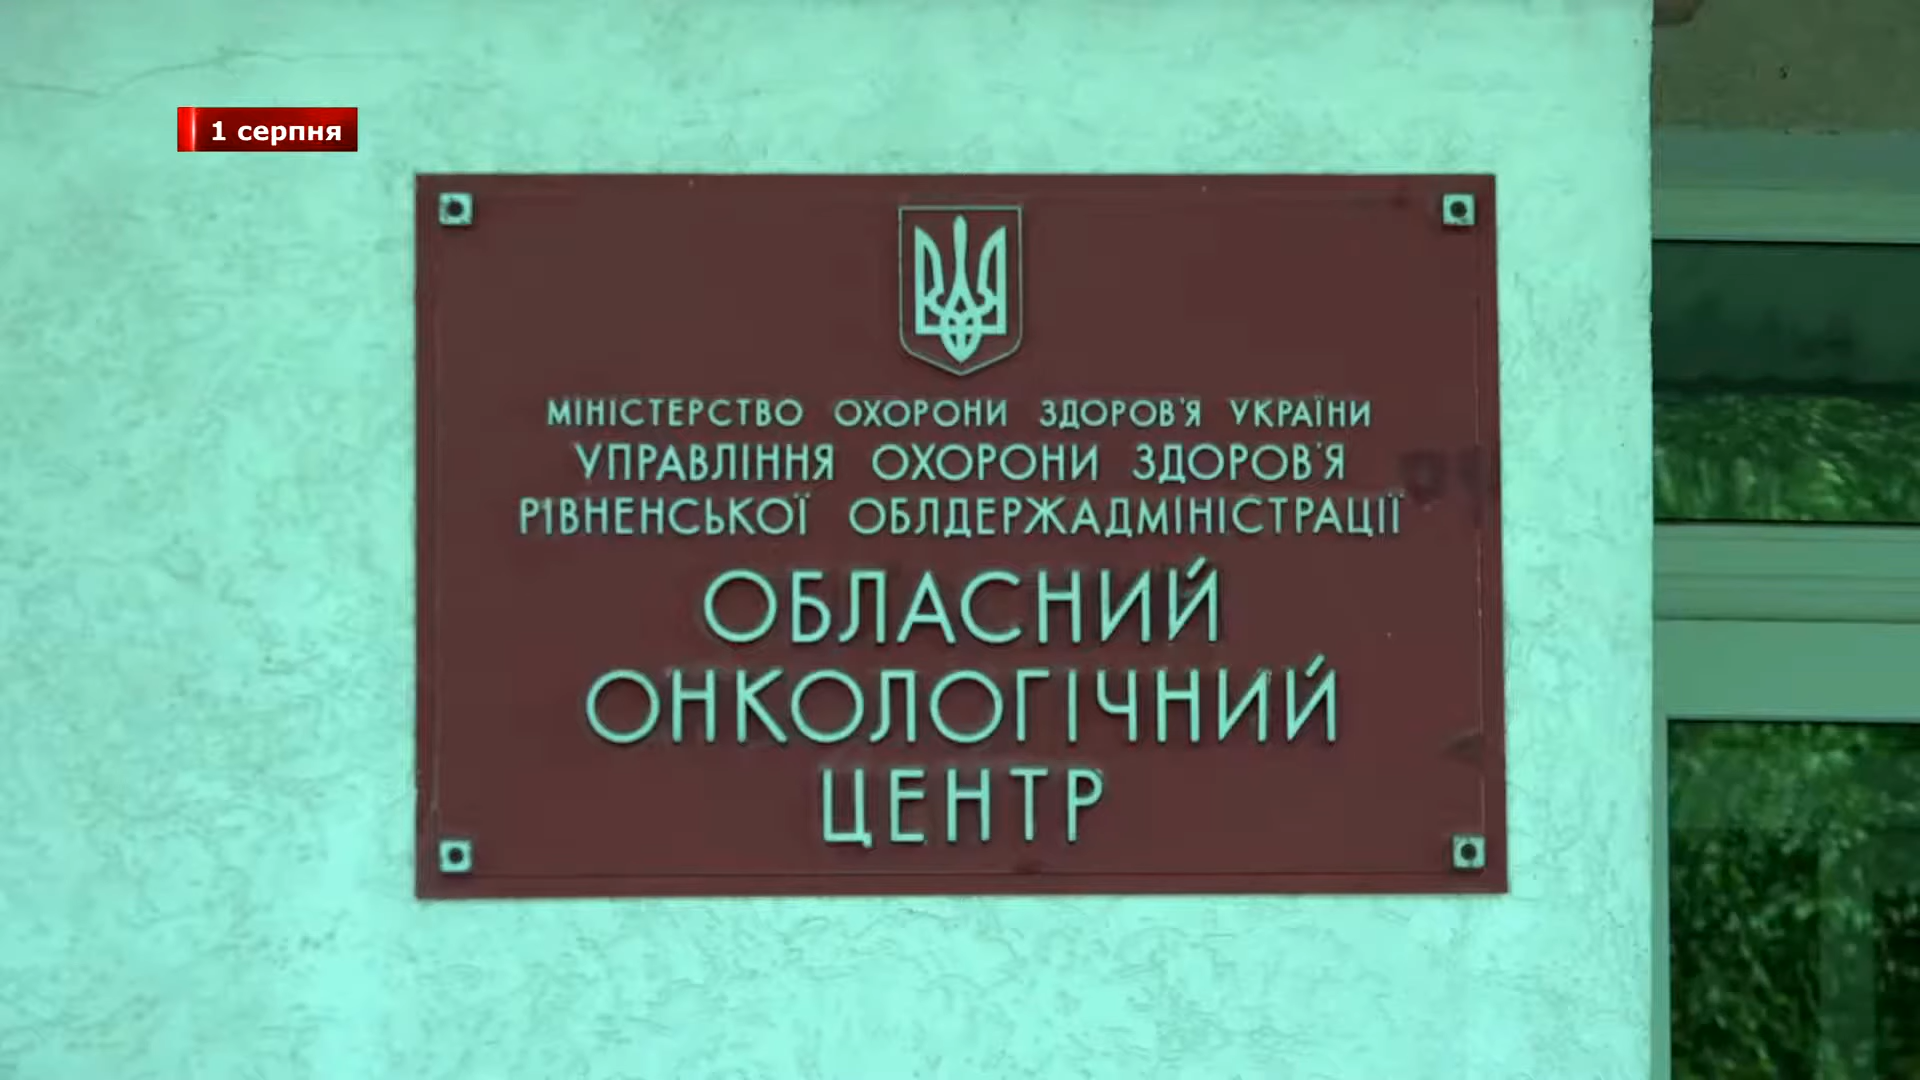 1 серпня
МІНІСТЕРСТВО ОХОРОНИ ЗДОРОВ'Я УКРАЇНИ
УПРАВЛІННЯ ОХОРОНИ ЗДОРОВ'Я
РІВНЕНСЬКОЇ ОБЛДЕРЖАДМІНІСТРАЦІЇ
ОБЛАСНИЙ
ОНКОЛОГІЧНИЙ
ЦЕНТР